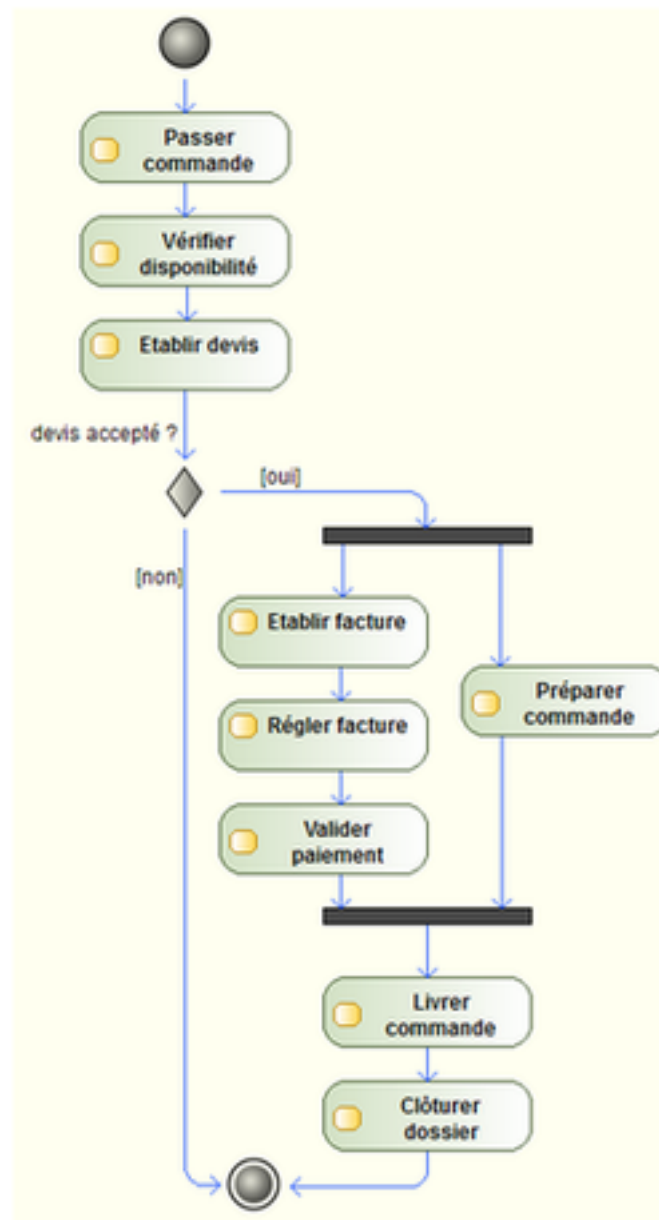 Passer
commande
Vérifier
disponibilité
Etablir devis
devis accepté ?
[oui]
[non]
Etablir facture
Régler facture
Préparer
commande
Valider
paiement
Livrer
commande
Clôturer
dossier